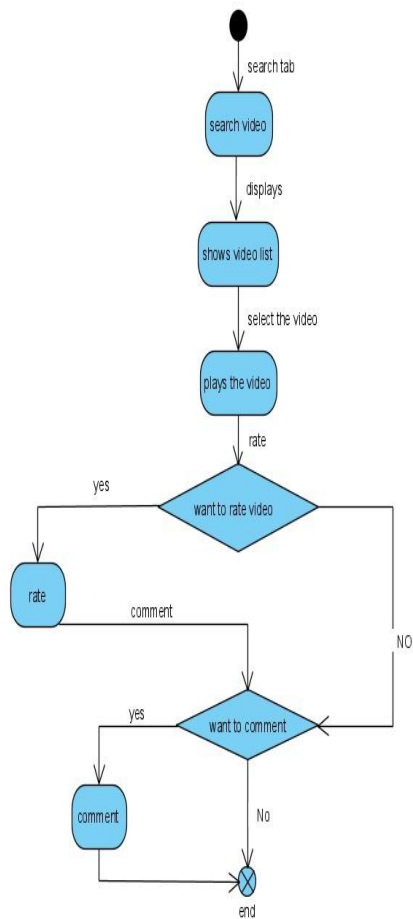 search tab
search video
displays
shows video list
select the video
plays the video
rate
want to rate video
yes
rate
comment
NO
want to comment
yes
comment
No
end